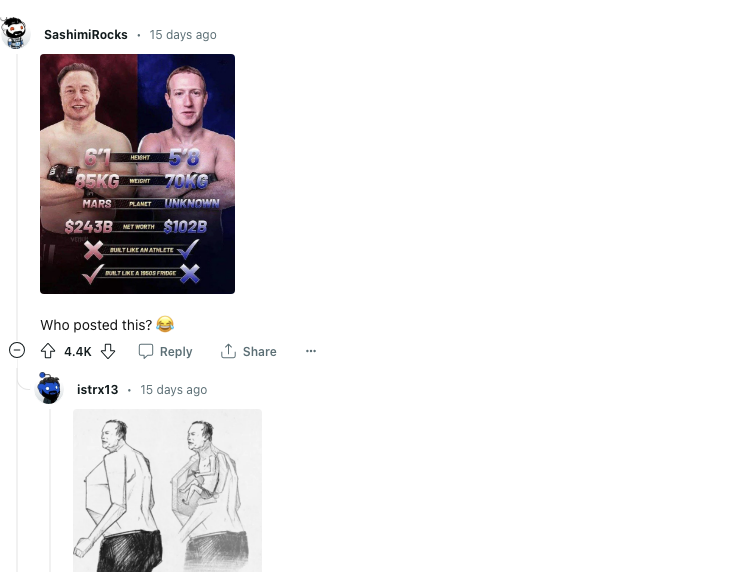 SashimiRocks • 15 days ago
6'1 HEIGHT 5'8
85KG WEIGHT 70KG
MARS PLANET UNKNOWN
$243B NET WORTH $102B
BUILT LIKE AN ATHLETE
BUILT LIKE A 1950S FRIDGE
Who posted this? 😂
4.4K Reply Share ...
istrx13 • 15 days ago